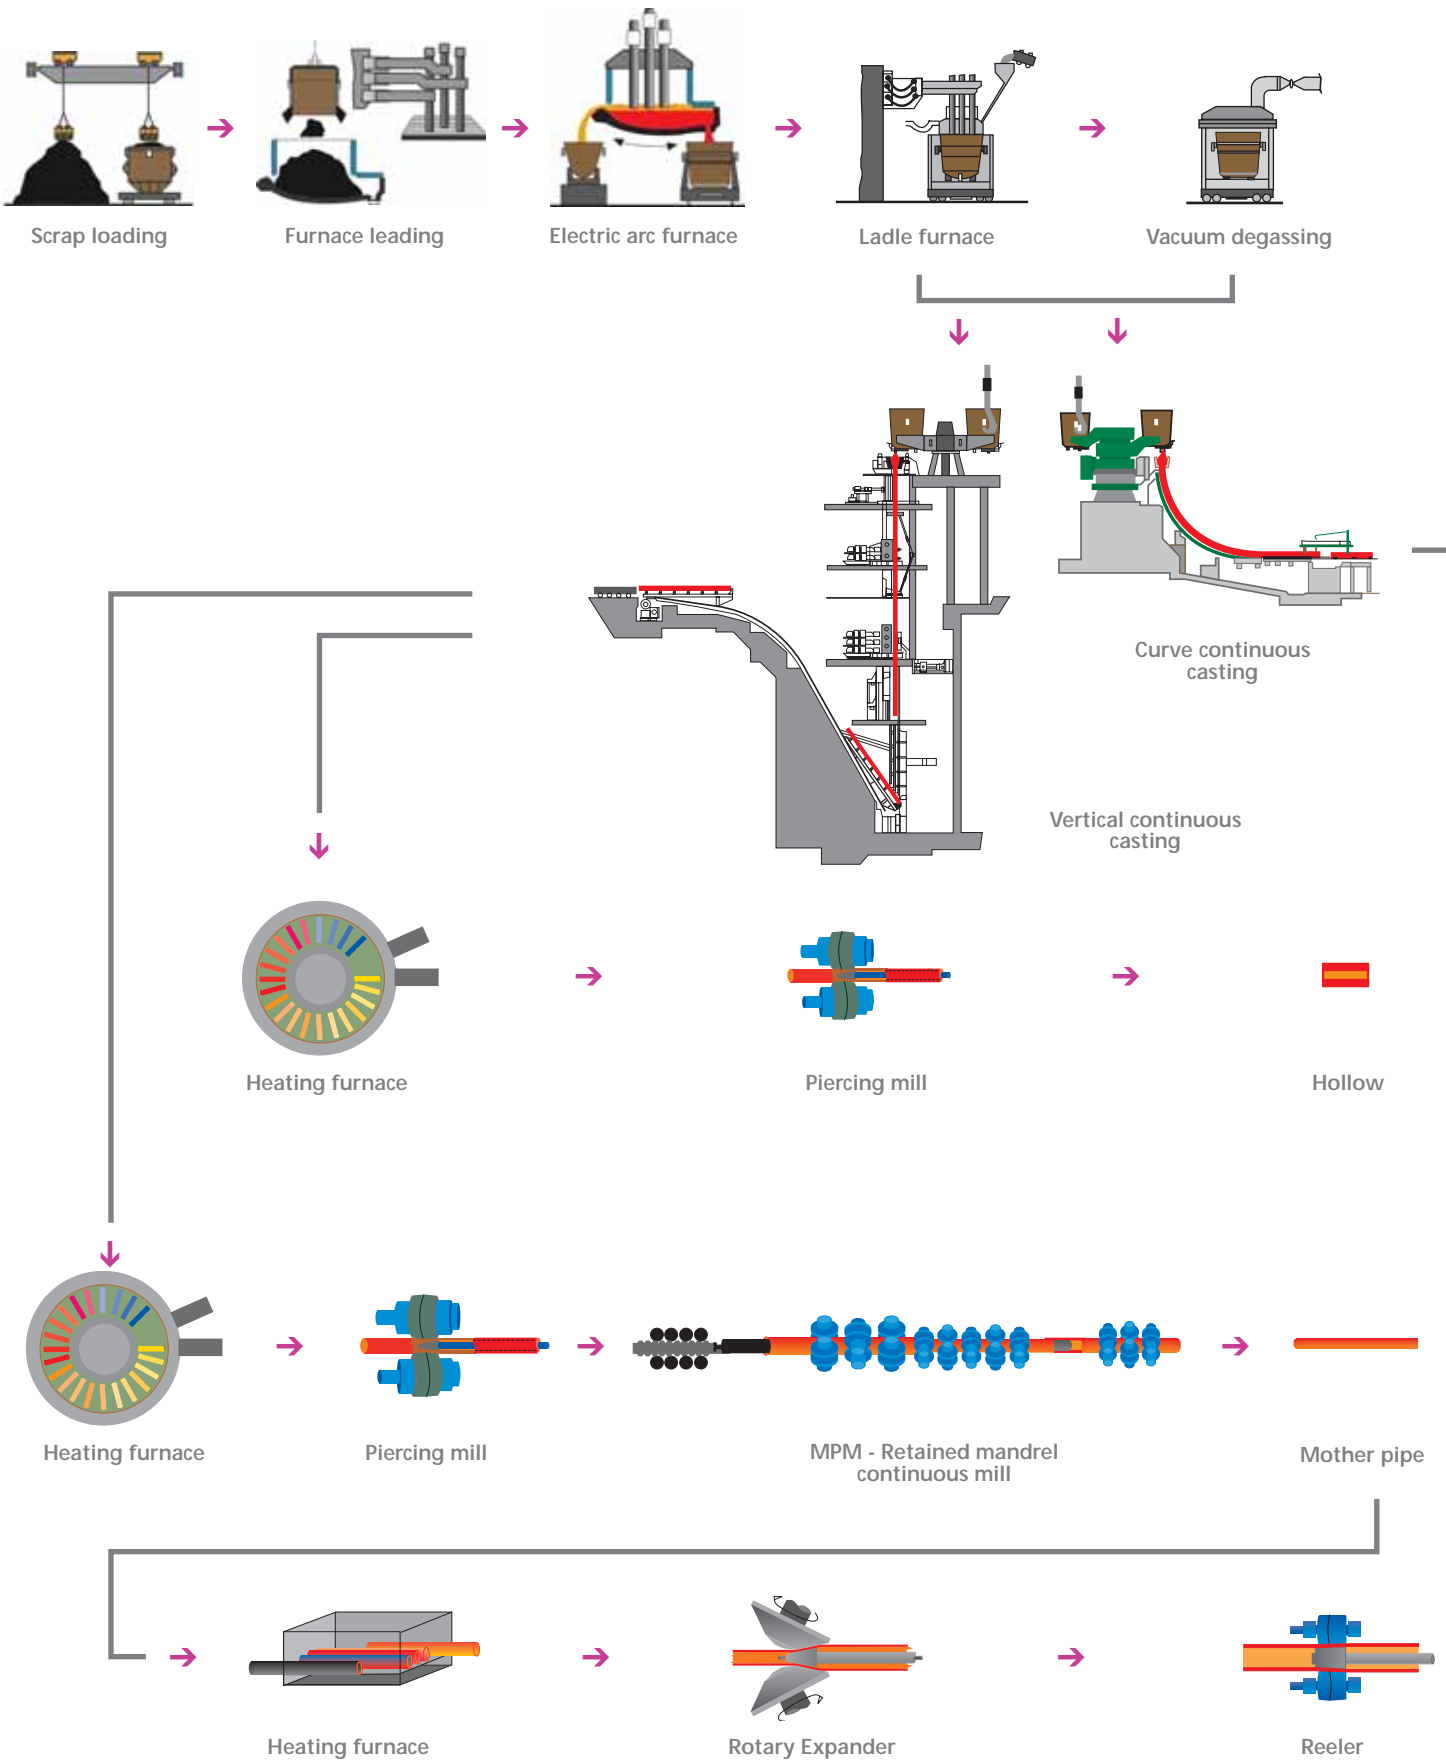 Scrap loading
Furnace leading
Electric arc furnace
Ladle furnace
Vacuum degassing
Curve continuous
casting
Vertical continuous
casting
Heating furnace
Piercing mill
Hollow
Heating furnace
Piercing mill
MPM - Retained mandrel
continuous mill
Mother pipe
Heating furnace
Rotary Expander
Reeler